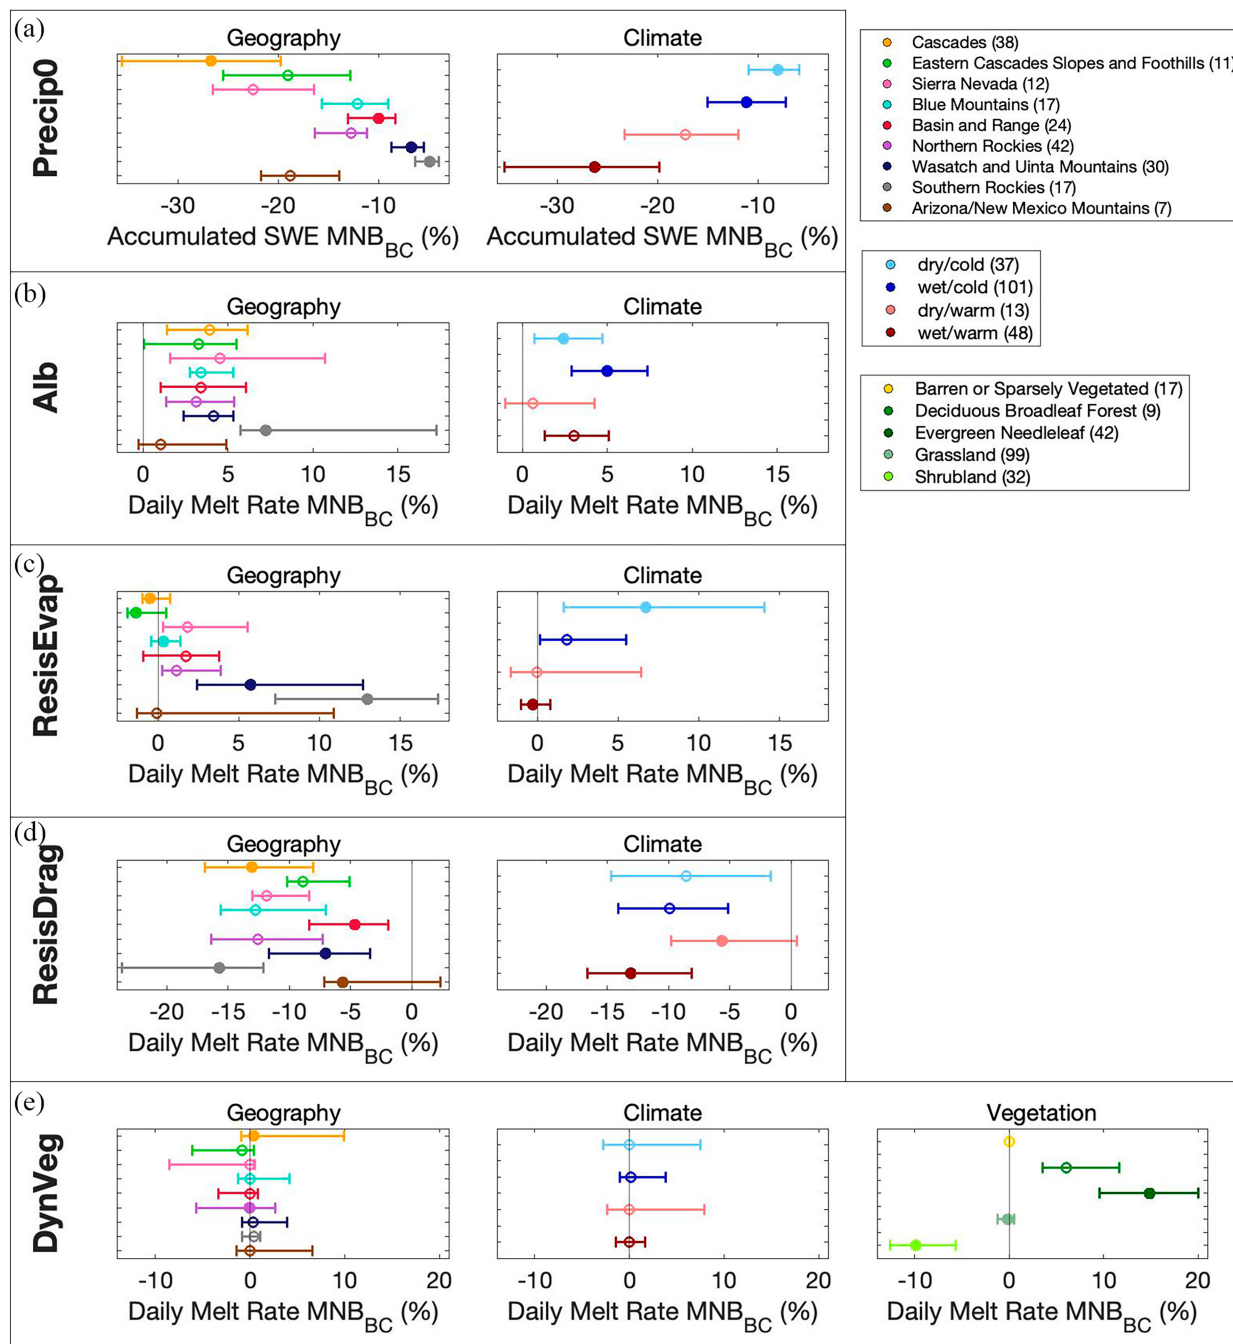 (a)
Precip0
Geography
-30 -20 -10
Accumulated SWE MNB_BC (%)
Climate
-30 -20 -10
Accumulated SWE MNB_BC (%)
Cascades (38)
Eastern Cascades Slopes and Foothills (11)
Sierra Nevada (12)
Blue Mountains (17)
Basin and Range (24)
Northern Rockies (42)
Wasatch and Uinta Mountains (30)
Southern Rockies (17)
Arizona/New Mexico Mountains (7)
dry/cold (37)
wet/cold (101)
dry/warm (13)
wet/warm (48)
Barren or Sparsely Vegetated (17)
Deciduous Broadleaf Forest (9)
Evergreen Needleleaf (42)
Grassland (99)
Shrubland (32)
(b)
Alb
Geography
0 5 10 15
Daily Melt Rate MNB_BC (%)
Climate
0 5 10 15
Daily Melt Rate MNB_BC (%)
(c)
ResisEvap
Geography
0 5 10 15
Daily Melt Rate MNB_BC (%)
Climate
0 5 10 15
Daily Melt Rate MNB_BC (%)
(d)
ResisDrag
Geography
-20 -15 -10 -5 0
Daily Melt Rate MNB_BC (%)
Climate
-20 -15 -10 -5 0
Daily Melt Rate MNB_BC (%)
(e)
DynVeg
Geography
-10 0 10 20
Daily Melt Rate MNB_BC (%)
Climate
-10 0 10 20
Daily Melt Rate MNB_BC (%)
Vegetation
-10 0 10 20
Daily Melt Rate MNB_BC (%)